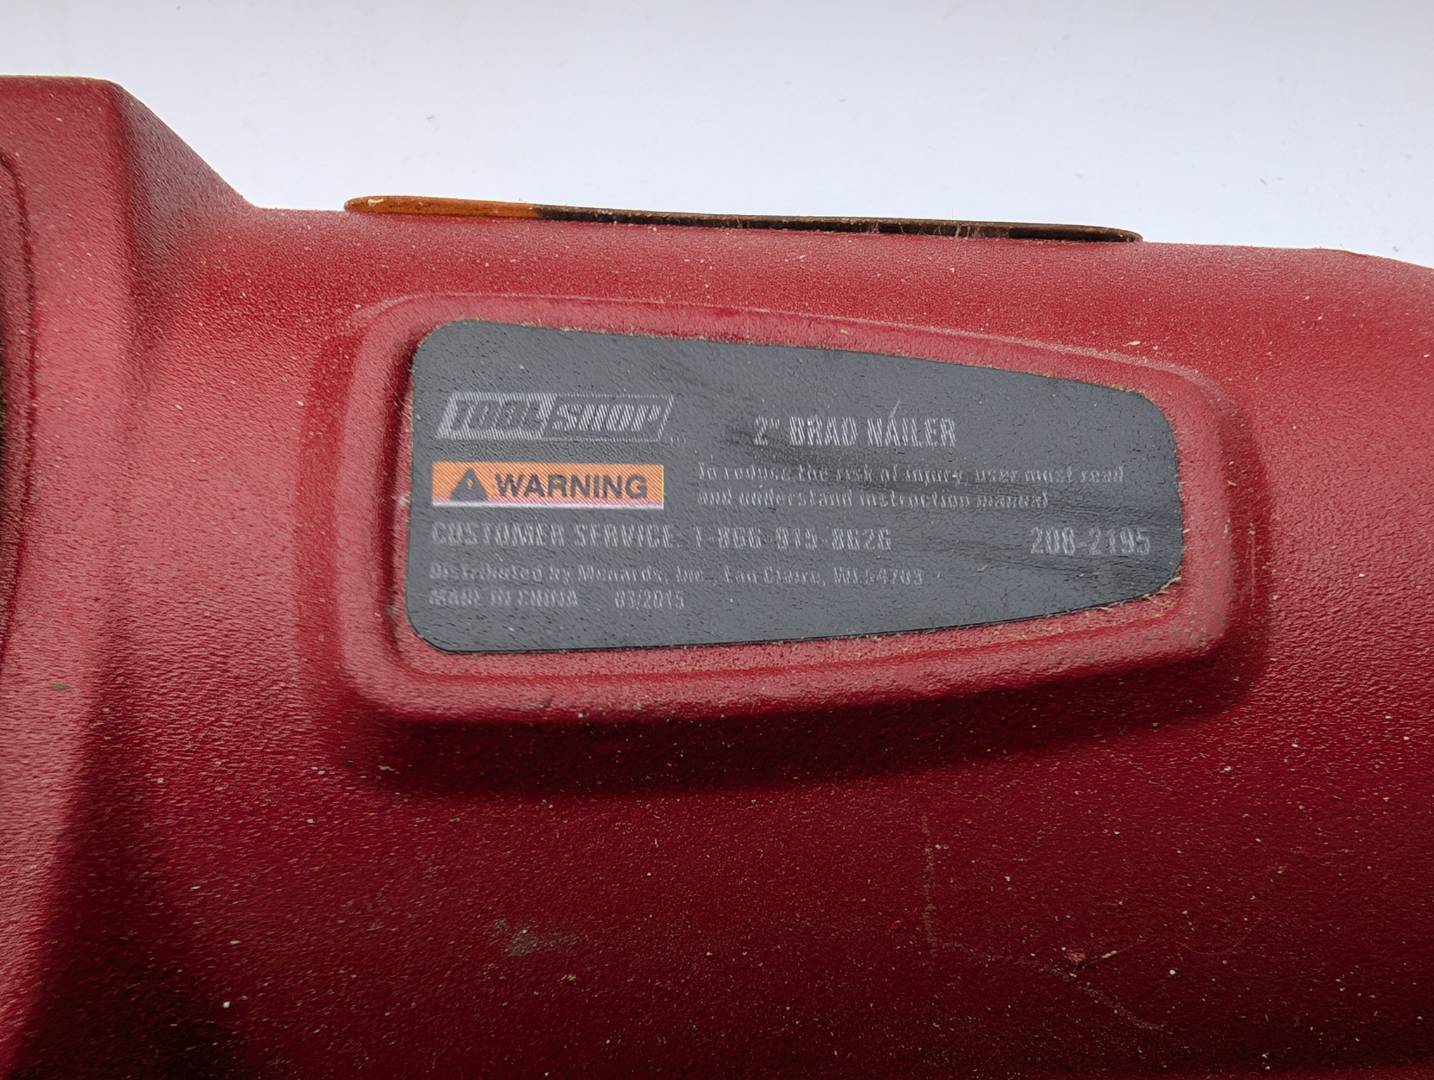 TOOL SHOP
2" BRAD NAILER
WARNING
To reduce the risk of injury, user must read
and understand instruction manual
CUSTOMER SERVICE 1-866-915-8626
208-2195
Distributed by Menards, Inc., Eau Claire, WI 54703
MADE IN CHINA 03/2015